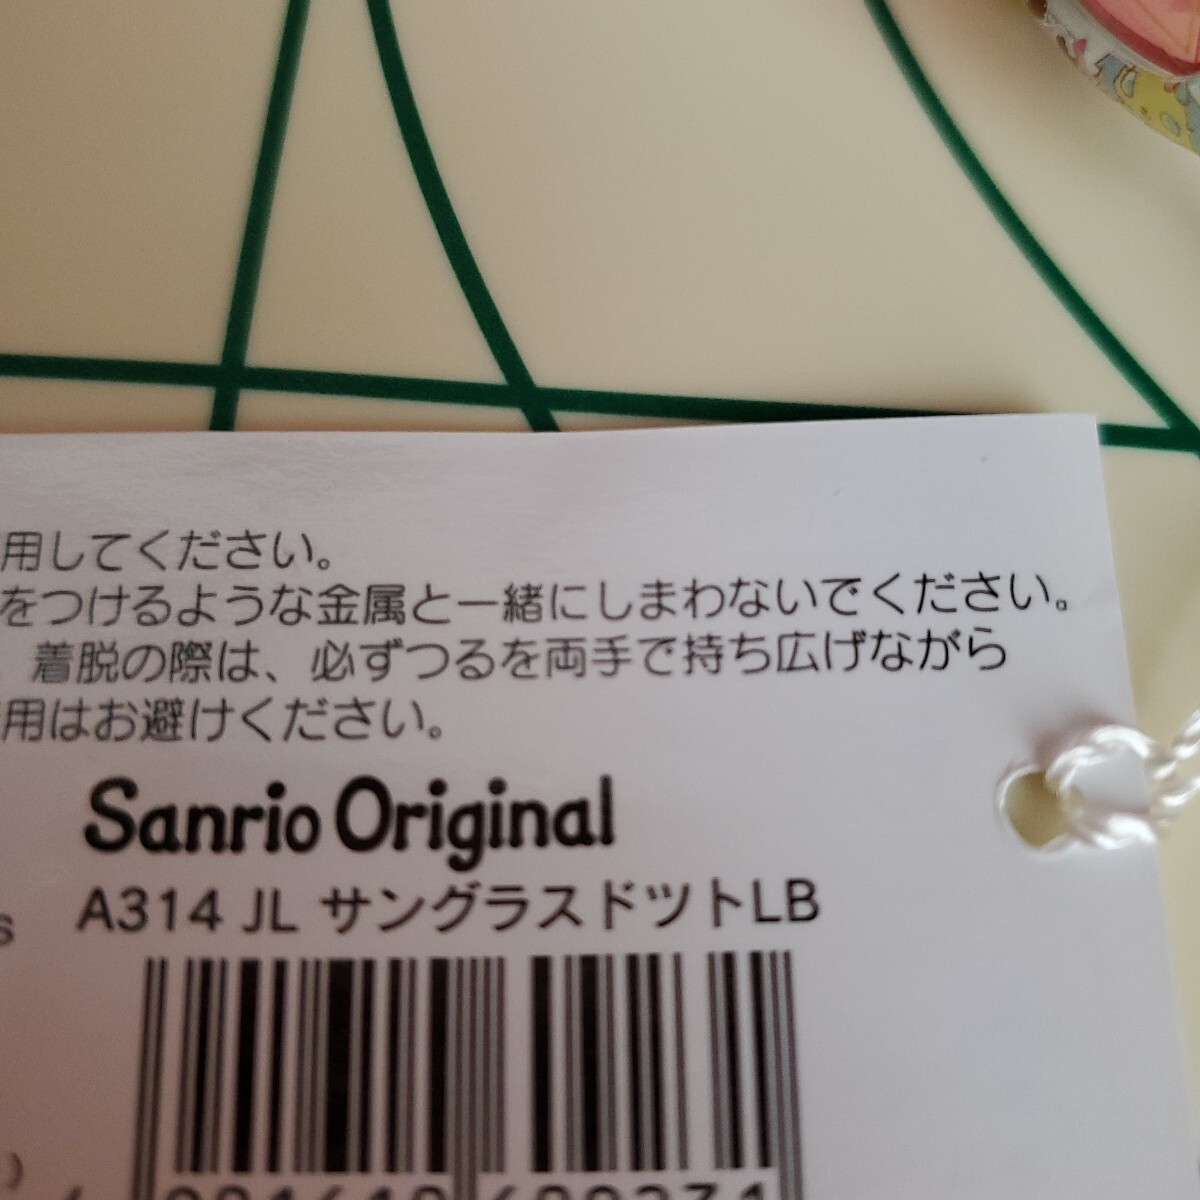 用してください。
をつけるような金属と一緒にしまわないでください。
着脱の際は、必ずつるを両手で持ち広げながら
用はお避けください。
Sanrio Original
A314 JL サングラスドツトLB
s
)